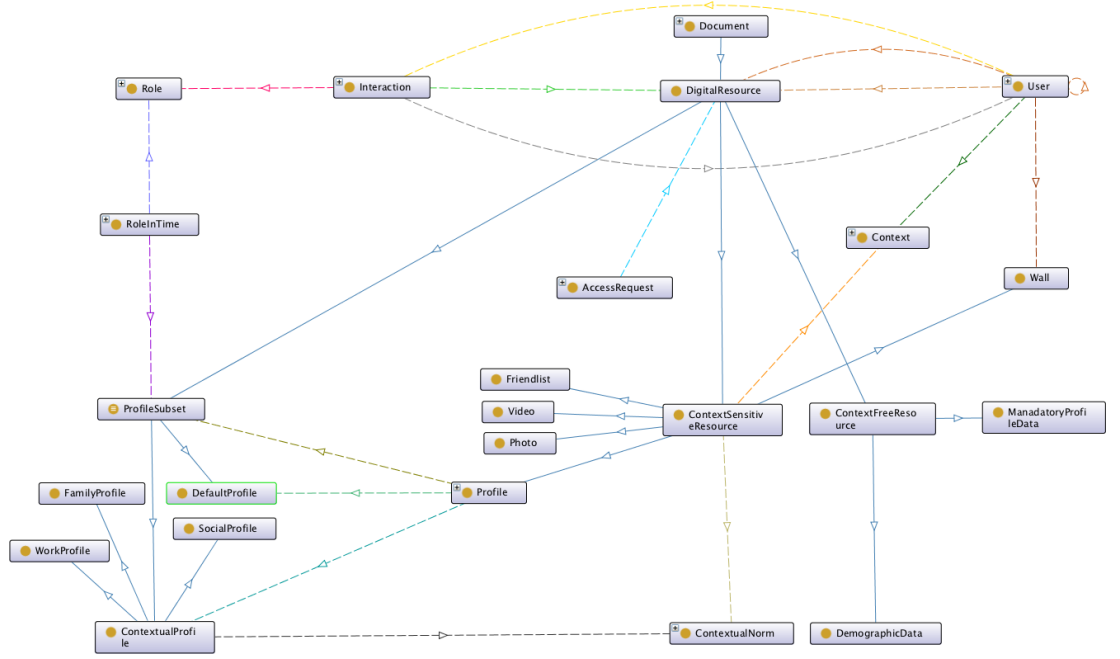 Document
Role
Interaction
DigitalResource
User
RoleInTime
Context
AccessRequest
Wall
Friendlist
ProfileSubset
Video
ContextSensitiv
eResource
ContextFreeReso
urce
ManadatoryProfi
leData
Photo
FamilyProfile
DefaultProfile
Profile
SocialProfile
WorkProfile
ContextualProfi
le
ContextualNorm
DemographicData